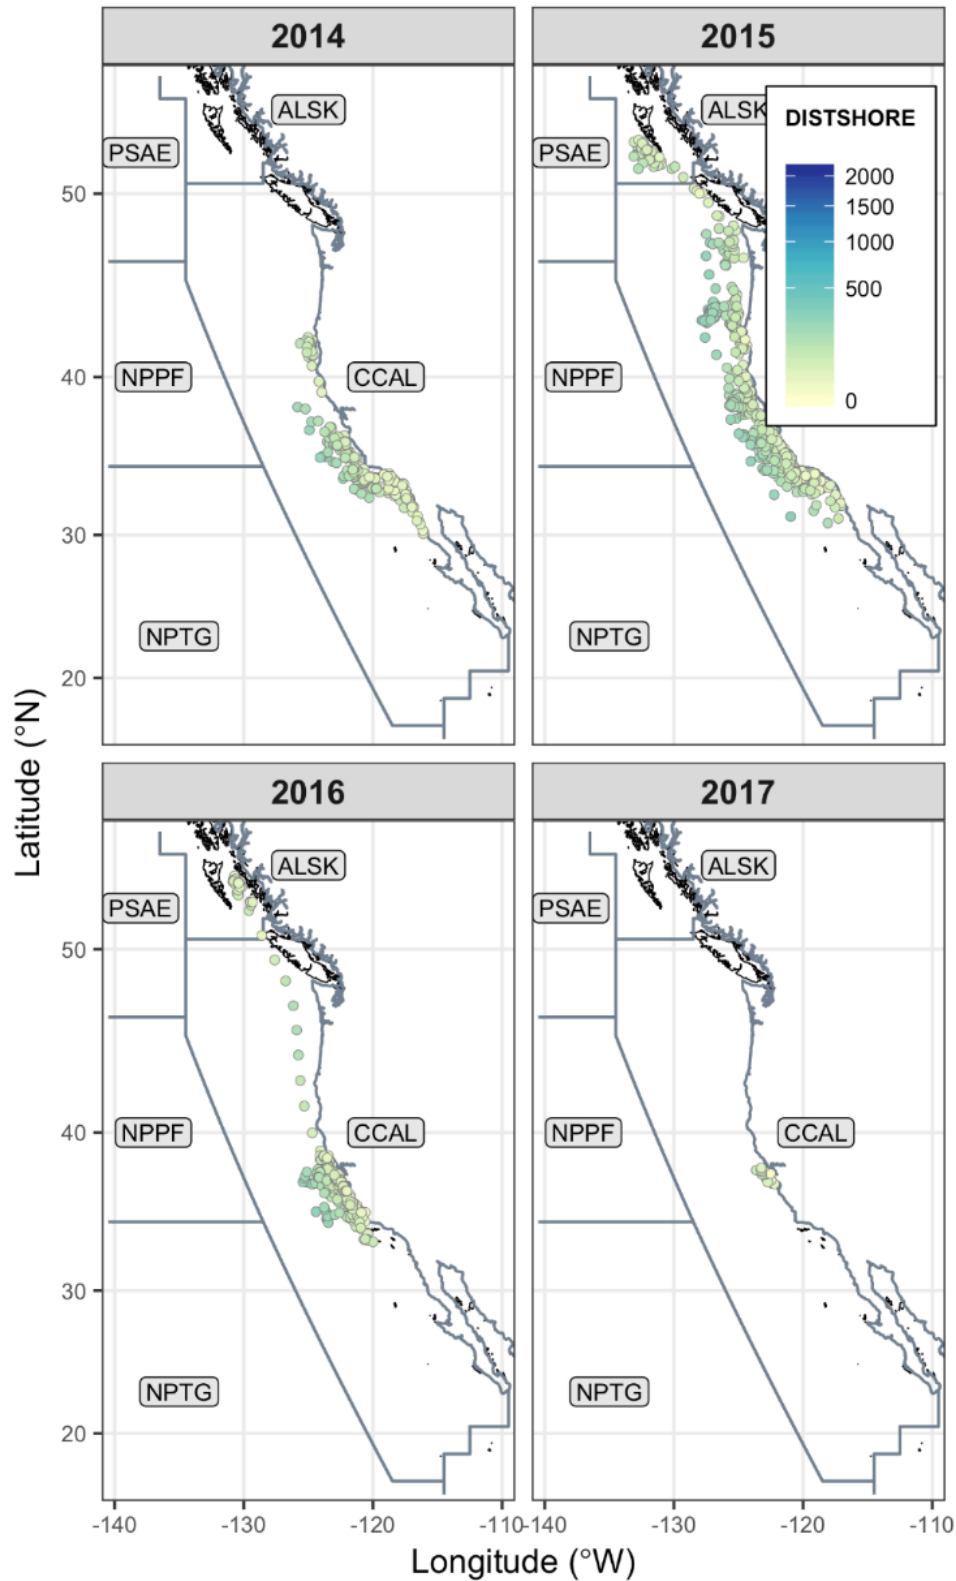 2014
2015
ALSK
ALSK
PSAE
PSAE
DISTSHORE
2000
1500
1000
500
0
50
40
30
20
NPPF
CCAL
NPPF
NPTG
NPTG
Latitude (°N)
2016
2017
ALSK
ALSK
PSAE
PSAE
50
40
30
20
NPPF
CCAL
NPPF
CCAL
NPTG
NPTG
-140
-130
-120
-110
-140
-130
-120
-110
Longitude (°W)